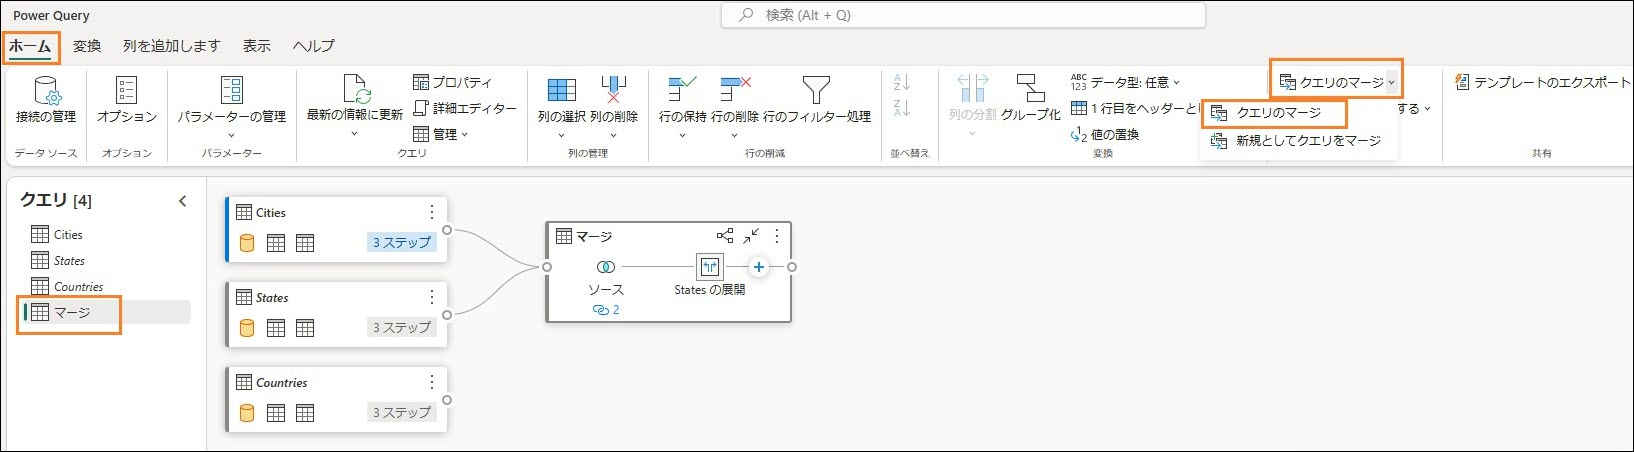 Power Query
検索 (Alt + Q)
ホーム 変換 列を追加します 表示 ヘルプ
接続の管理
データ ソース
オプション
オプション
パラメーターの管理
パラメーター
最新の情報に更新
プロパティ
詳細エディター
管理
クエリ
列の選択
列の削除
列の管理
行の保持
行の削除
行のフィルター処理
行の削減
A
Z
Z
A
並べ替え
列の分割
グループ化
ABC
123
データ型: 任意
1 行目をヘッダーと
1
2
値の置換
変換
クエリのマージ
クエリのマージ
新規としてクエリをマージ
する
テンプレートのエクスポート
共有
クエリ [4]
Cities
States
Countries
マージ
Cities
3 ステップ
States
3 ステップ
Countries
3 ステップ
マージ
ソース
2
States の展開